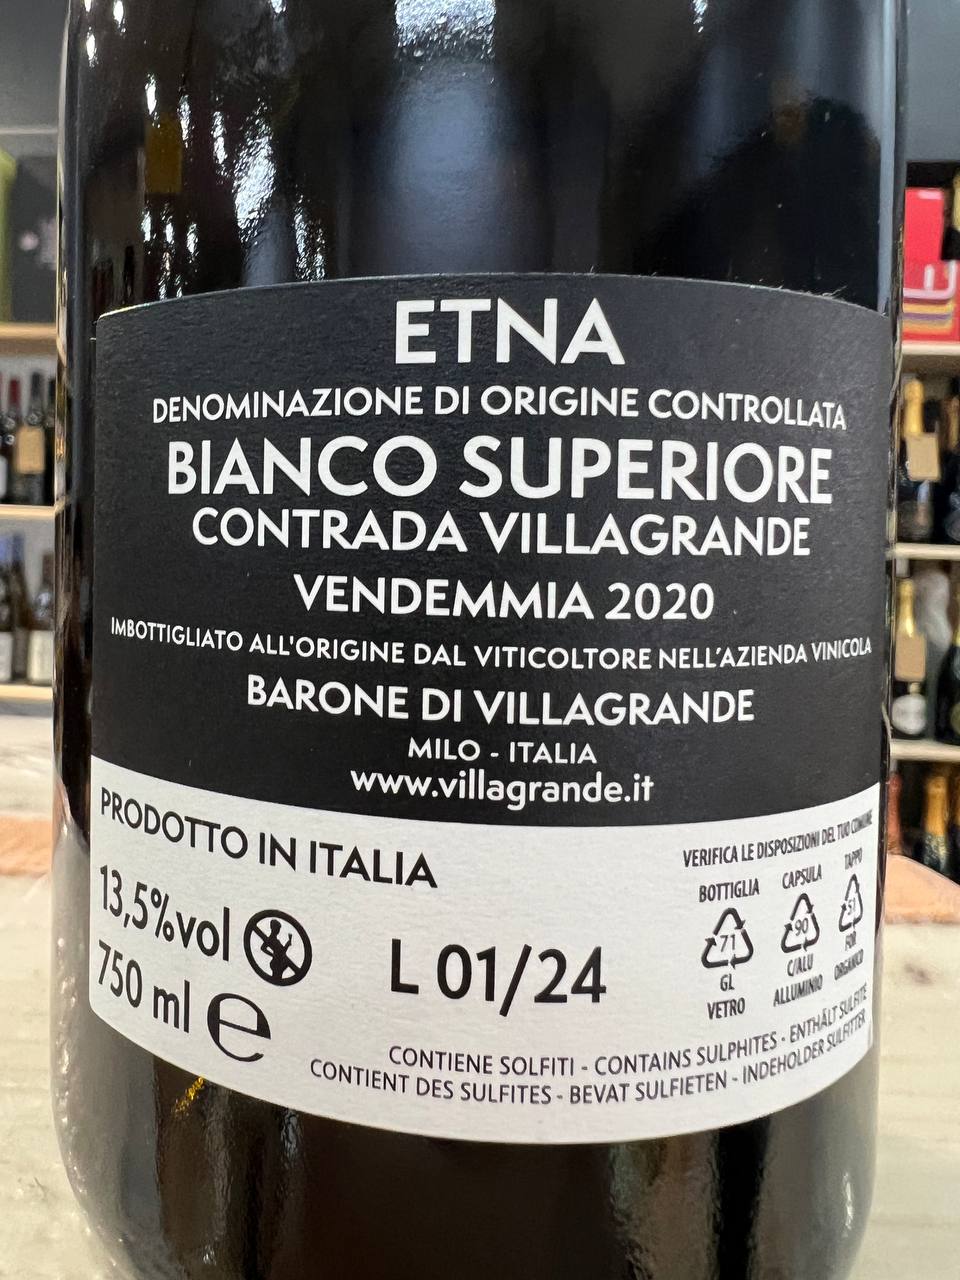 ETNA
DENOMINAZIONE DI ORIGINE CONTROLLATA
BIANCO SUPERIORE
CONTRADA VILLAGRANDE
VENDEMMIA 2020
IMBOTTIGLIATO ALL'ORIGINE DAL VITICOLTORE NELL'AZIENDA VINICOLA
BARONE DI VILLAGRANDE
MILO - ITALIA
www.villagrande.it
PRODOTTO IN ITALIA
13,5%vol
750 ml e
L 01/24
VERIFICA LE DISPOSIZIONI DEL TUO COMUNE
BOTTIGLIA CAPSULA TAPPO
71 90 51
GL C/ALU FOR
VETRO ALLUMINIO ORGANICO
CONTIENE SOLFITI - CONTAINS SULPHITES - ENTHÄLT SULFITE
CONTIENT DES SULFITES - BEVAT SULFIETEN - INDEHOLDER SULFITTER